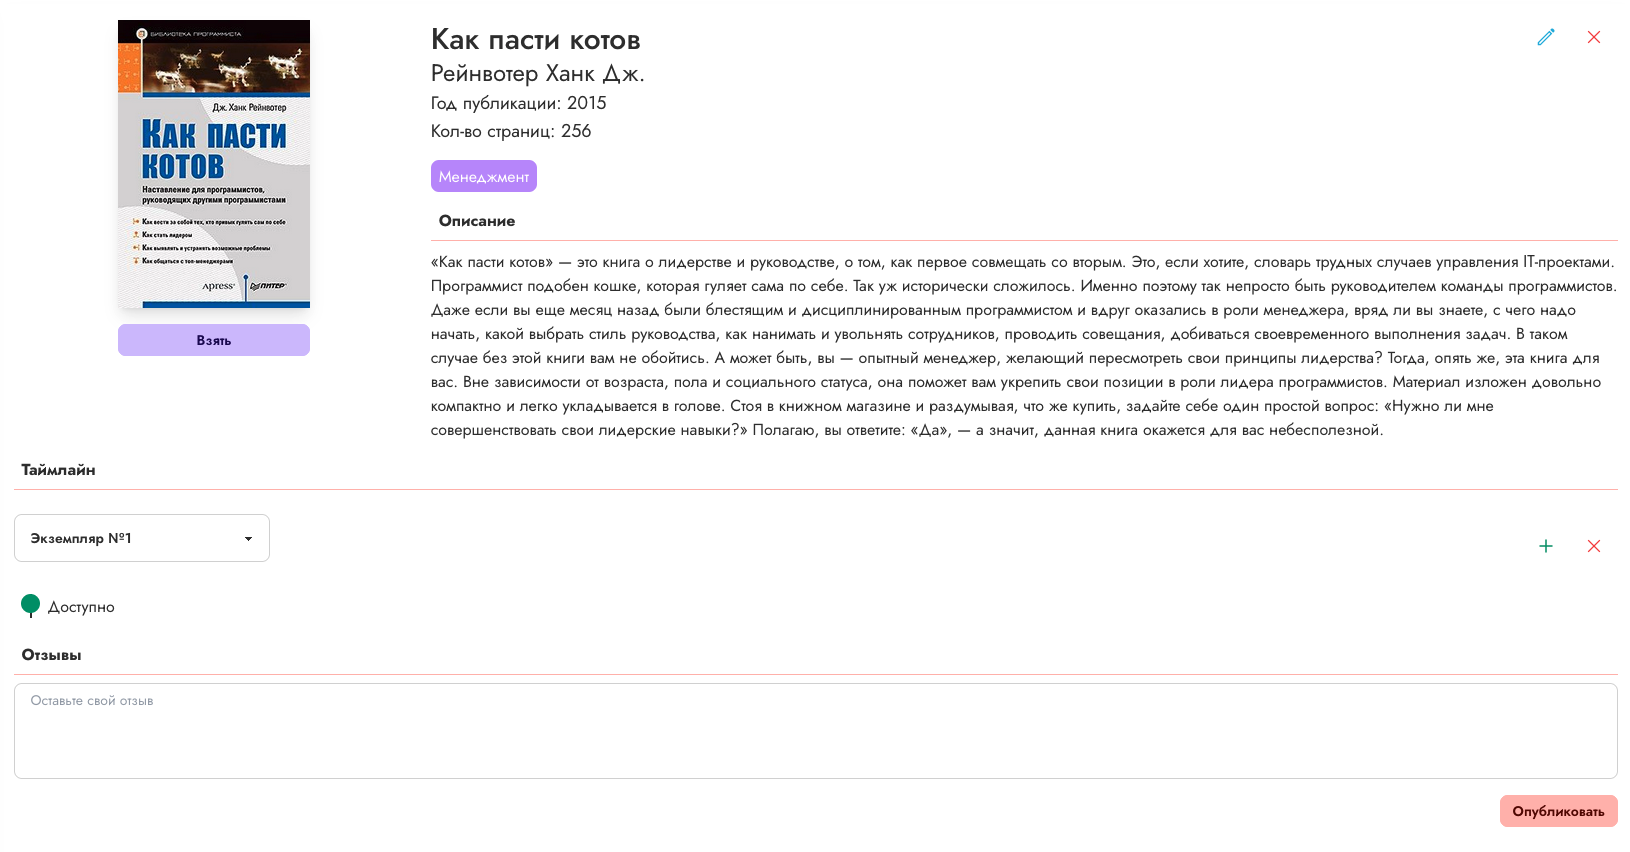 БИБЛИОТЕКА ПРОГРАММИСТА
Дж. Ханк Рейнвотер
Как пасти
котов
Наставление для программистов,
руководящих другими программистами
Как вести за собой тех, кто привык гулять сам по себе
Как стать лидером
Как выявлять и устранять возможные проблемы
Как общаться с топ-менеджерами
Apress® ПИТЕР®
Взять
Как пасти котов
Рейнвотер Ханк Дж.
Год публикации: 2015
Кол-во страниц: 256
Менеджмент
Описание
«Как пасти котов» — это книга о лидерстве и руководстве, о том, как первое совмещать со вторым. Это, если хотите, словарь трудных случаев управления IT-проектами.
Программист подобен кошке, которая гуляет сама по себе. Так уж исторически сложилось. Именно поэтому так непросто быть руководителем команды программистов.
Даже если вы еще месяц назад были блестящим и дисциплинированным программистом и вдруг оказались в роли менеджера, вряд ли вы знаете, с чего надо
начать, какой выбрать стиль руководства, как нанимать и увольнять сотрудников, проводить совещания, добиваться своевременного выполнения задач. В таком
случае без этой книги вам не обойтись. А может быть, вы — опытный менеджер, желающий пересмотреть свои принципы лидерства? Тогда, опять же, эта книга для
вас. Вне зависимости от возраста, пола и социального статуса, она поможет вам укрепить свои позиции в роли лидера программистов. Материал изложен довольно
компактно и легко укладывается в голове. Стоя в книжном магазине и раздумывая, что же купить, задайте себе один простой вопрос: «Нужно ли мне
совершенствовать свои лидерские навыки?» Полагаю, вы ответите: «Да», — а значит, данная книга окажется для вас небесполезной.
Таймлайн
Экземпляр №1
Доступно
Отзывы
Оставьте свой отзыв
Опубликовать